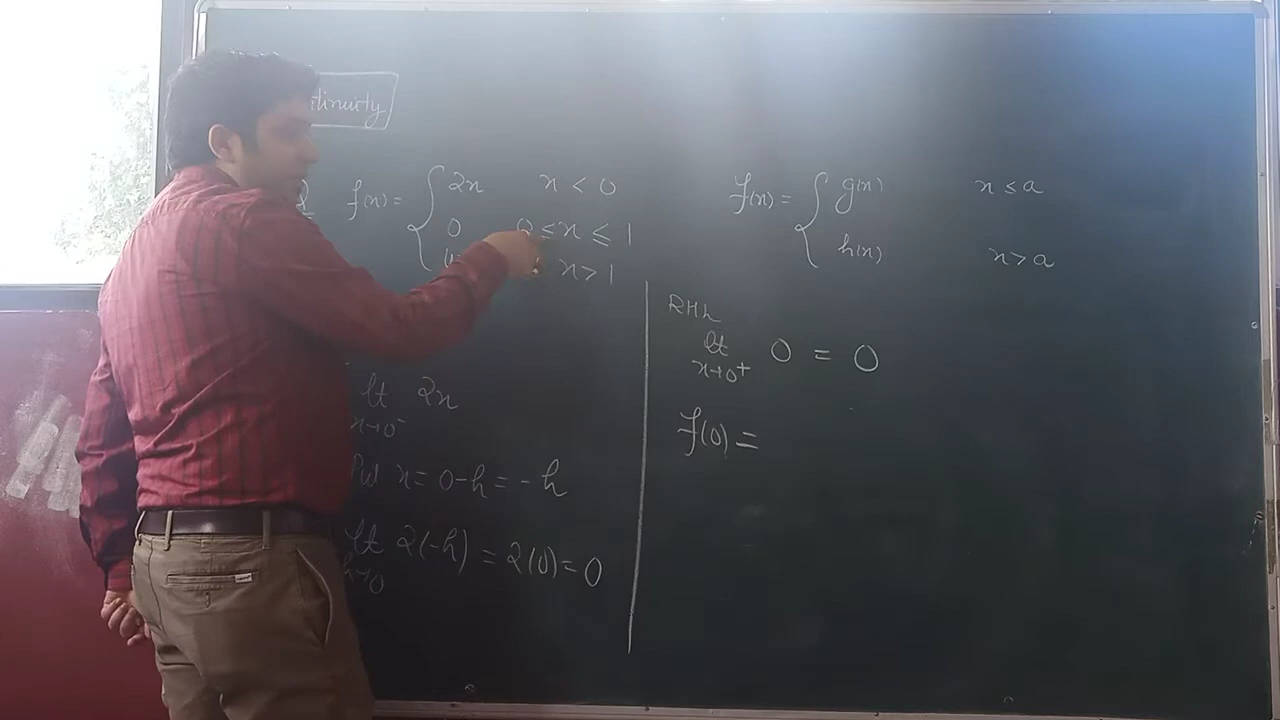 tinuity
Q f(x) = { 2x x < 0
0 0 ≤ x ≤ 1
x > 1
f(x) = { g(x) x ≤ a
h(x) x > a
lt 2x
x→0⁻
Put x = 0-h = -h
lt 2(-h) = 2(0) = 0
h→0
RHL
lt 0 = 0
x→0⁺
f(0) =